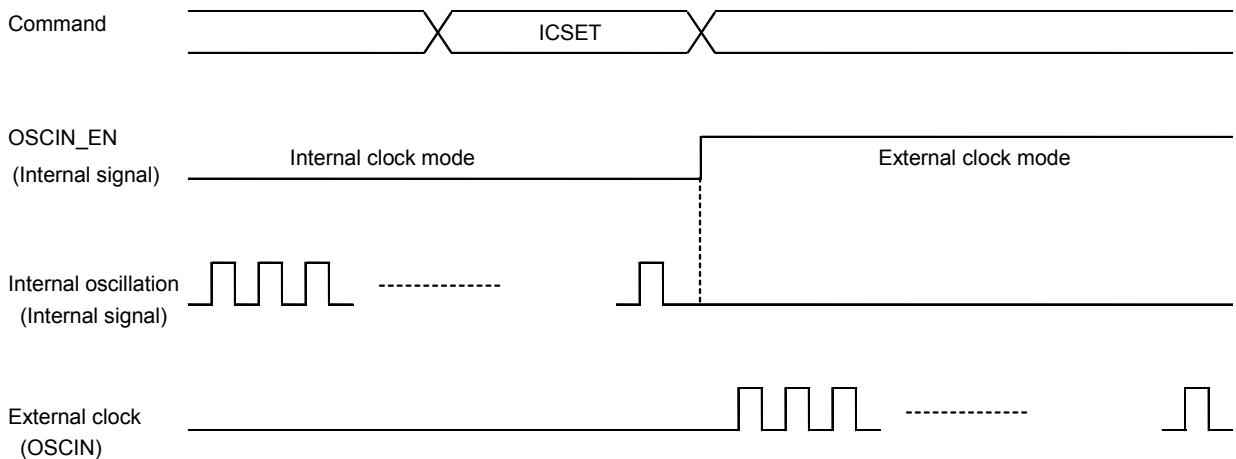 Command
ICSET
OSCIN_EN
(Internal signal)
Internal clock mode
External clock mode
Internal oscillation
(Internal signal)
External clock
(OSCIN)